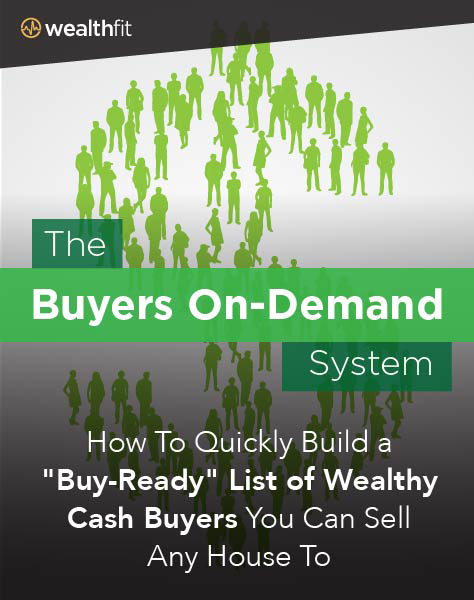 wealthfit
The
Buyers On-Demand
System
How To Quickly Build a
"Buy-Ready" List of Wealthy
Cash Buyers You Can Sell
Any House To